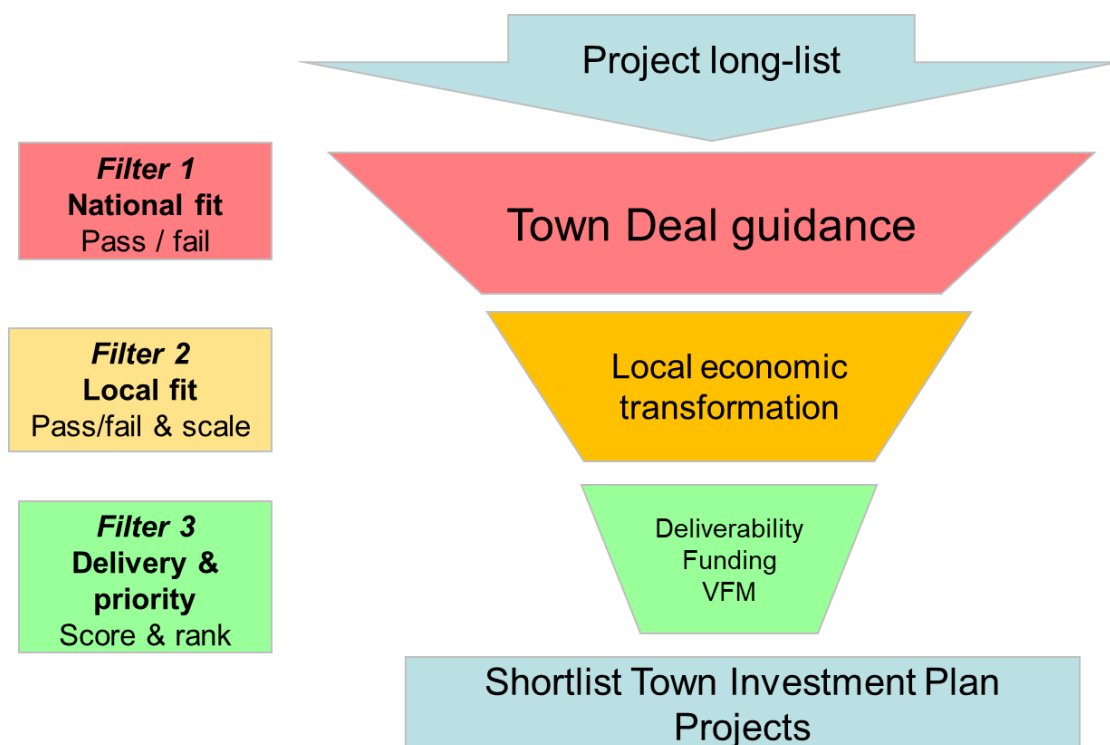 Project long-list
Filter 1
National fit
Pass / fail
Town Deal guidance
Filter 2
Local fit
Pass/fail & scale
Local economic
transformation
Filter 3
Delivery &
priority
Score & rank
Deliverability
Funding
VFM
Shortlist Town Investment Plan
Projects